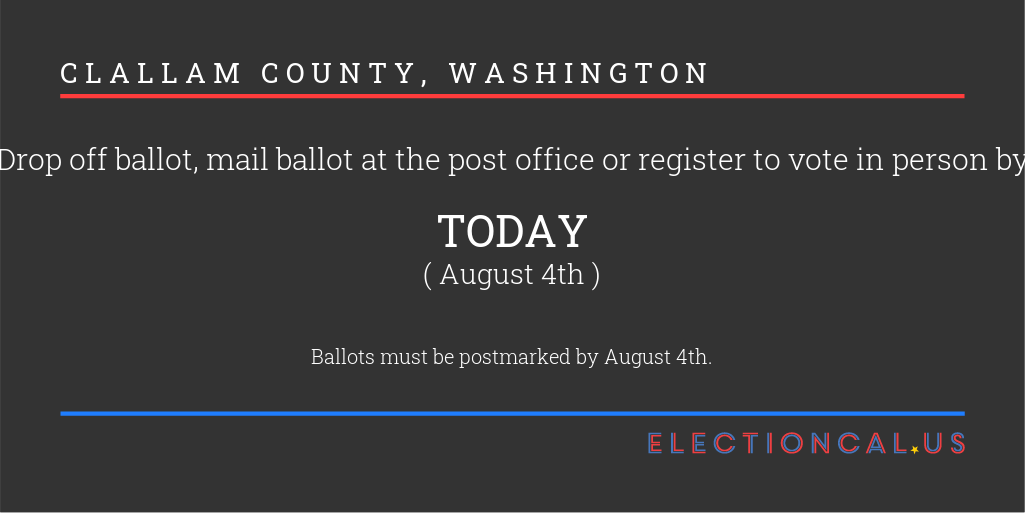 CLALLAM COUNTY, WASHINGTON
Drop off ballot, mail ballot at the post office or register to vote in person by
TODAY
( August 4th )
Ballots must be postmarked by August 4th.
ELECTIONCAL.US